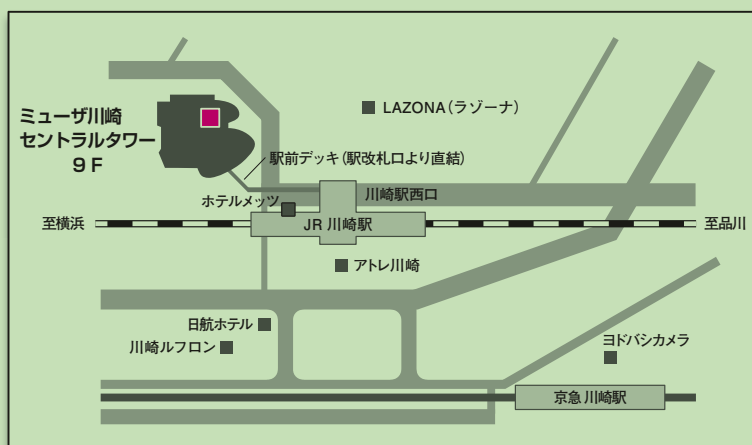 ミューザ川崎
セントラルタワー
9F
LAZONA(ラゾーナ)
駅前デッキ(駅改札口より直結)
川崎駅西口
ホテルメッツ
至横浜
JR 川崎駅
至品川
アトレ川崎
日航ホテル
川崎ルフロン
ヨドバシカメラ
京急川崎駅